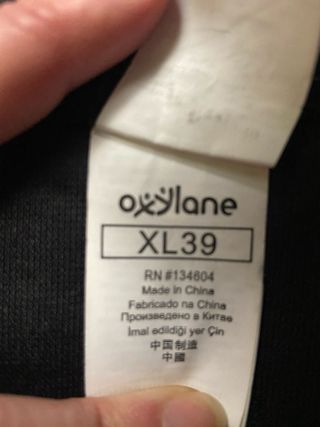 oxylane
XL39
RN #134604
Made in China
Fabricado na China
Произведено в Китае
İmal edildiği yer Çin
中国制造
中國